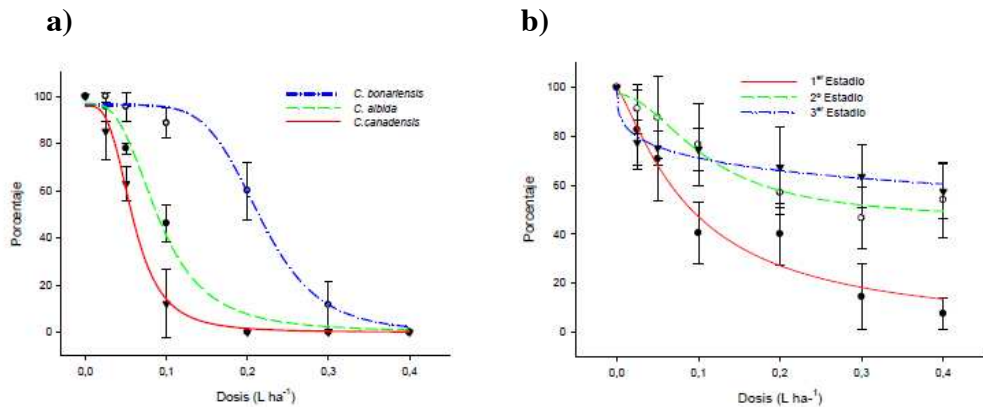 a)
100
80
60
40
20
0
Porcentaje
0,0 0,1 0,2 0,3 0,4
Dosis (L ha⁻¹)
C. bonariensis
C. albida
C.canadensis
b)
100
80
60
40
20
0
Porcentaje
0,0 0,1 0,2 0,3 0,4
Dosis (L ha-¹)
1ᵉʳ Estadio
2º Estadio
3ᵉʳ Estadio